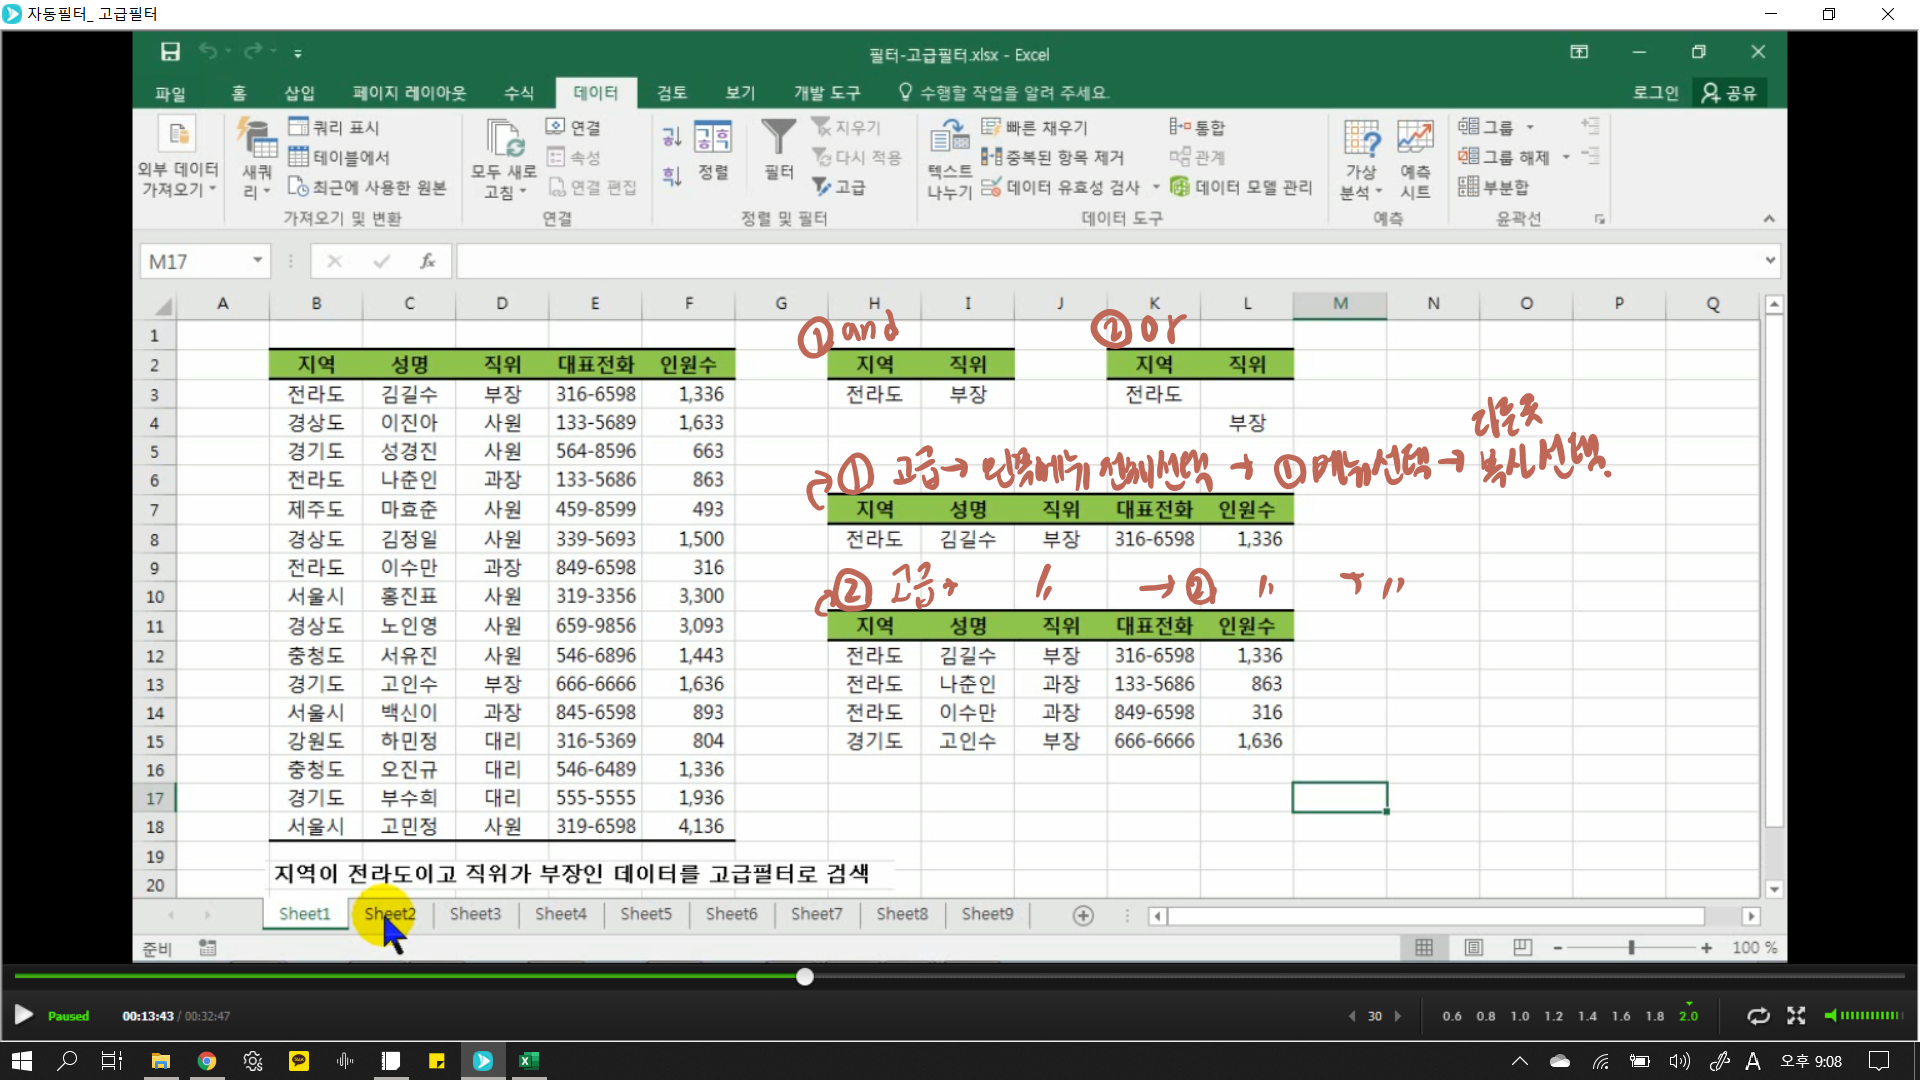 자동필터_ 고급필터
필터-고급필터.xlsx - Excel
파일 홈 삽입 페이지 레이아웃 수식 데이터 검토 보기 개발 도구 수행할 작업을 알려 주세요. 로그인 공유
쿼리 표시 연결 지우기 빠른 채우기 통합 그룹
테이블에서 속성 다시 적용 중복된 항목 제거 관계 그룹 해제
최근에 사용한 원본 연결 편집 고급 데이터 유효성 검사 데이터 모델 관리 부분합
외부 데이터 가져오기 새 쿼리 모두 새로 고침 정렬 필터 텍스트 나누기 가상 분석 예측 시트
가져오기 및 변환 연결 정렬 및 필터 데이터 도구 예측 윤곽선
M17 fx
A B C D E F G H I J K L M N O P Q
1 ① and ② or
2 지역 성명 직위 대표전화 인원수 지역 직위 지역 직위
3 전라도 김길수 부장 316-6598 1,336 전라도 부장 전라도
4 경상도 이진아 사원 133-5689 1,633 부장
다른곳
5 경기도 성경진 사원 564-8596 663
6 전라도 나춘인 과장 133-5686 863
① 고급→ 왼쪽메뉴 전체선택 + ①메뉴선택→ 복사선택.
7 제주도 마효춘 사원 459-8599 493 지역 성명 직위 대표전화 인원수
8 경상도 김정일 사원 339-5693 1,500 전라도 김길수 부장 316-6598 1,336
9 전라도 이수만 과장 849-6598 316
② 고급+ 〃 → ② 〃 + 〃
10 서울시 홍진표 사원 319-3356 3,300
11 경상도 노인영 사원 659-9856 3,093 지역 성명 직위 대표전화 인원수
12 충청도 서유진 사원 546-6896 1,443 전라도 김길수 부장 316-6598 1,336
13 경기도 고인수 부장 666-6666 1,636 전라도 나춘인 과장 133-5686 863
14 서울시 백신이 과장 845-6598 893 전라도 이수만 과장 849-6598 316
15 강원도 하민정 대리 316-5369 804 경기도 고인수 부장 666-6666 1,636
16 충청도 오진규 대리 546-6489 1,336
17 경기도 부수희 대리 555-5555 1,936
18 서울시 고민정 사원 319-6598 4,136
19
지역이 전라도이고 직위가 부장인 데이터를 고급필터로 검색
20
Sheet1 Sheet2 Sheet3 Sheet4 Sheet5 Sheet6 Sheet7 Sheet8 Sheet9
준비 100 %
Paused 00:13:43 / 00:32:47 30 0.6 0.8 1.0 1.2 1.4 1.6 1.8 2.0
A 오후 9:08